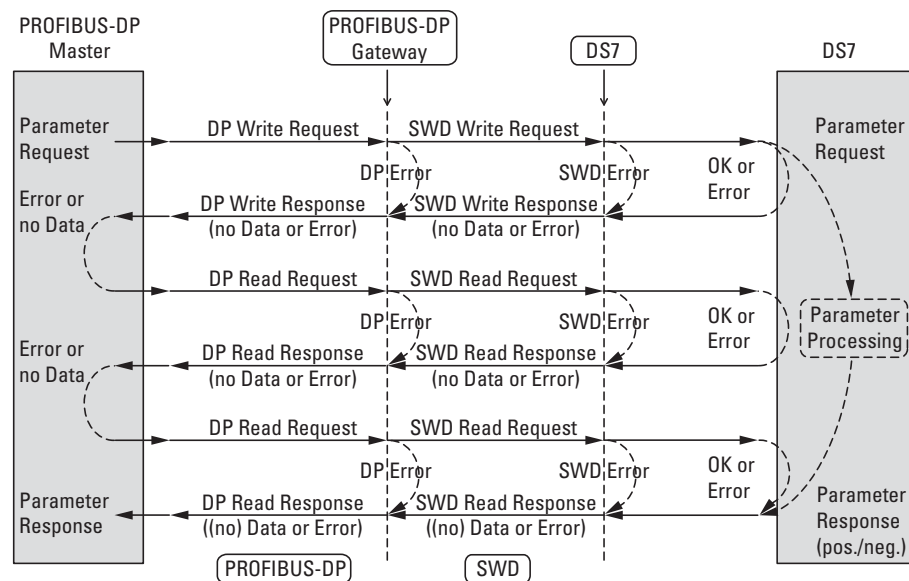 PROFIBUS-DP
Master
PROFIBUS-DP
Gateway
DS7
DS7
Parameter
Request
DP Write Request
SWD Write Request
Parameter
Request
DP Error
SWD Error
OK or
Error
Error or
no Data
DP Write Response
(no Data or Error)
SWD Write Response
(no Data or Error)
DP Read Request
SWD Read Request
DP Error
SWD Error
OK or
Error
Parameter
Processing
Error or
no Data
DP Read Response
(no Data or Error)
SWD Read Response
(no Data or Error)
DP Read Request
SWD Read Request
DP Error
SWD Error
OK or
Error
Parameter
Response
DP Read Response
((no) Data or Error)
SWD Read Response
((no) Data or Error)
Parameter
Response
(pos./neg.)
PROFIBUS-DP
SWD